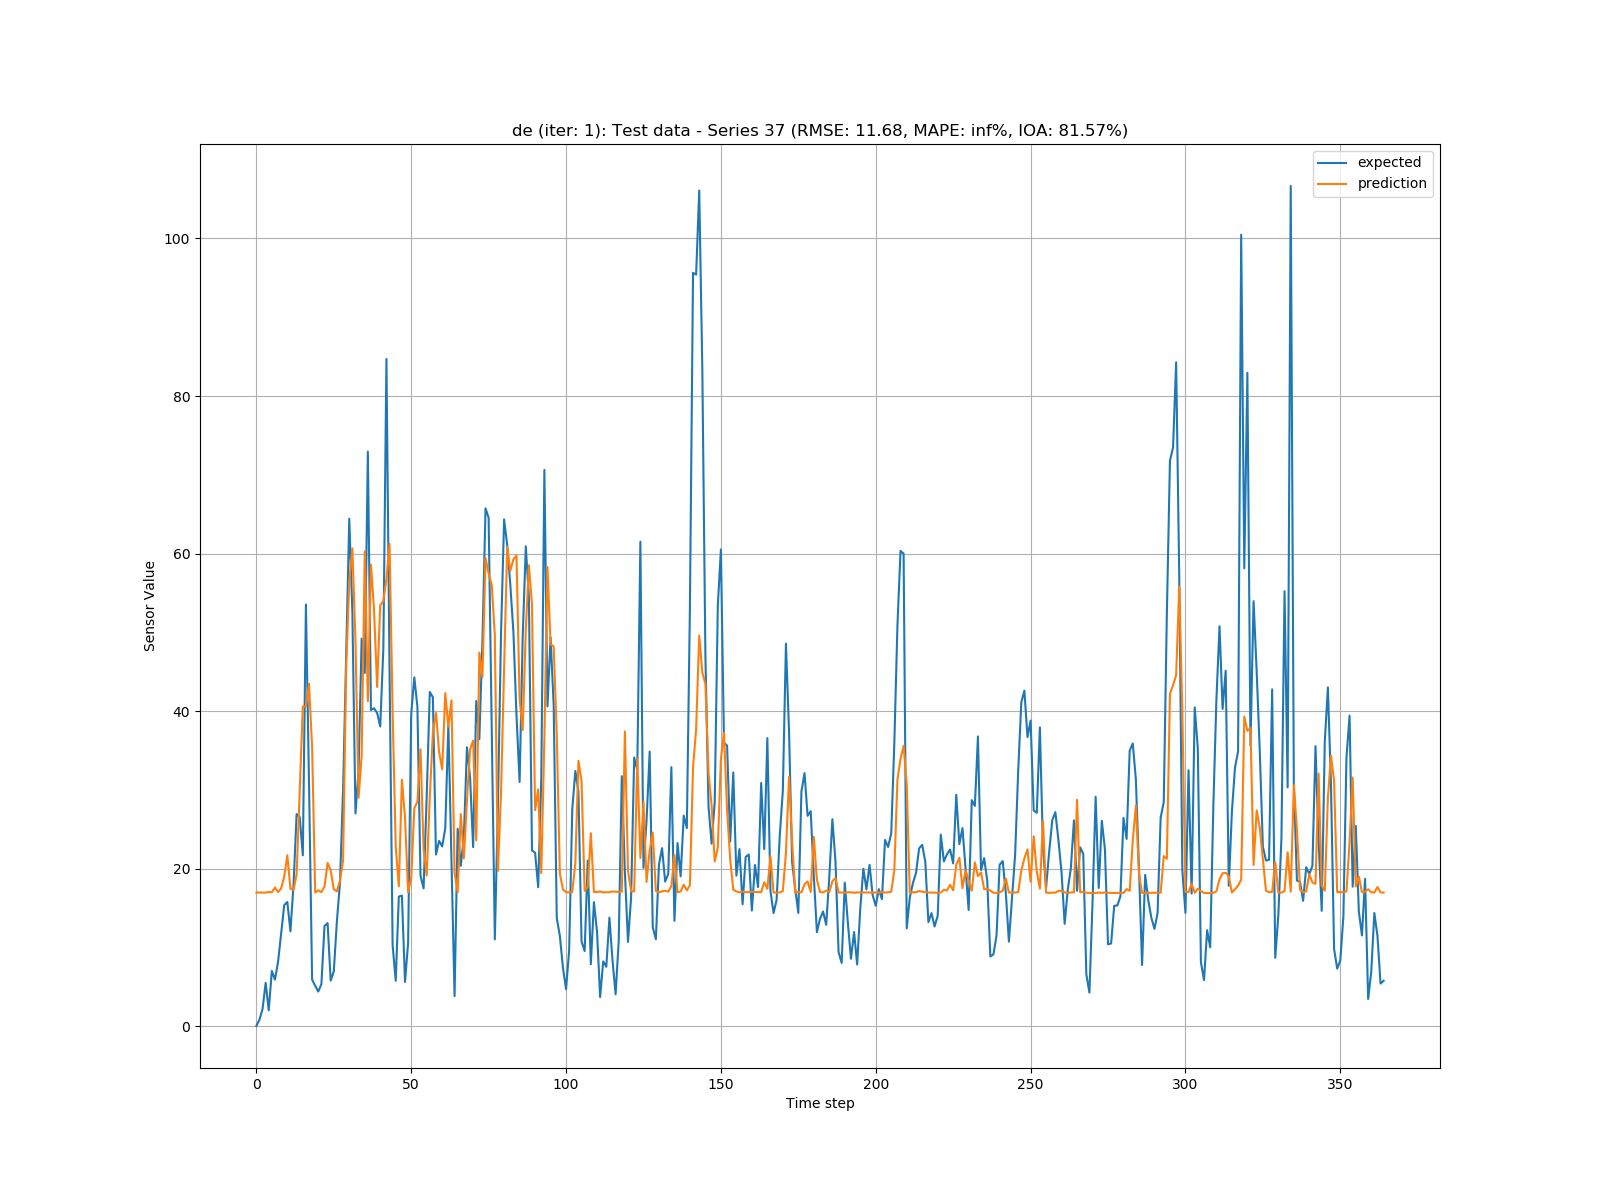 de (iter: 1): Test data - Series 37 (RMSE: 11.68, MAPE: inf%, IOA: 81.57%)
expected
prediction
100
80
60
40
20
0
Sensor Value
0 50 100 150 200 250 300 350
Time step